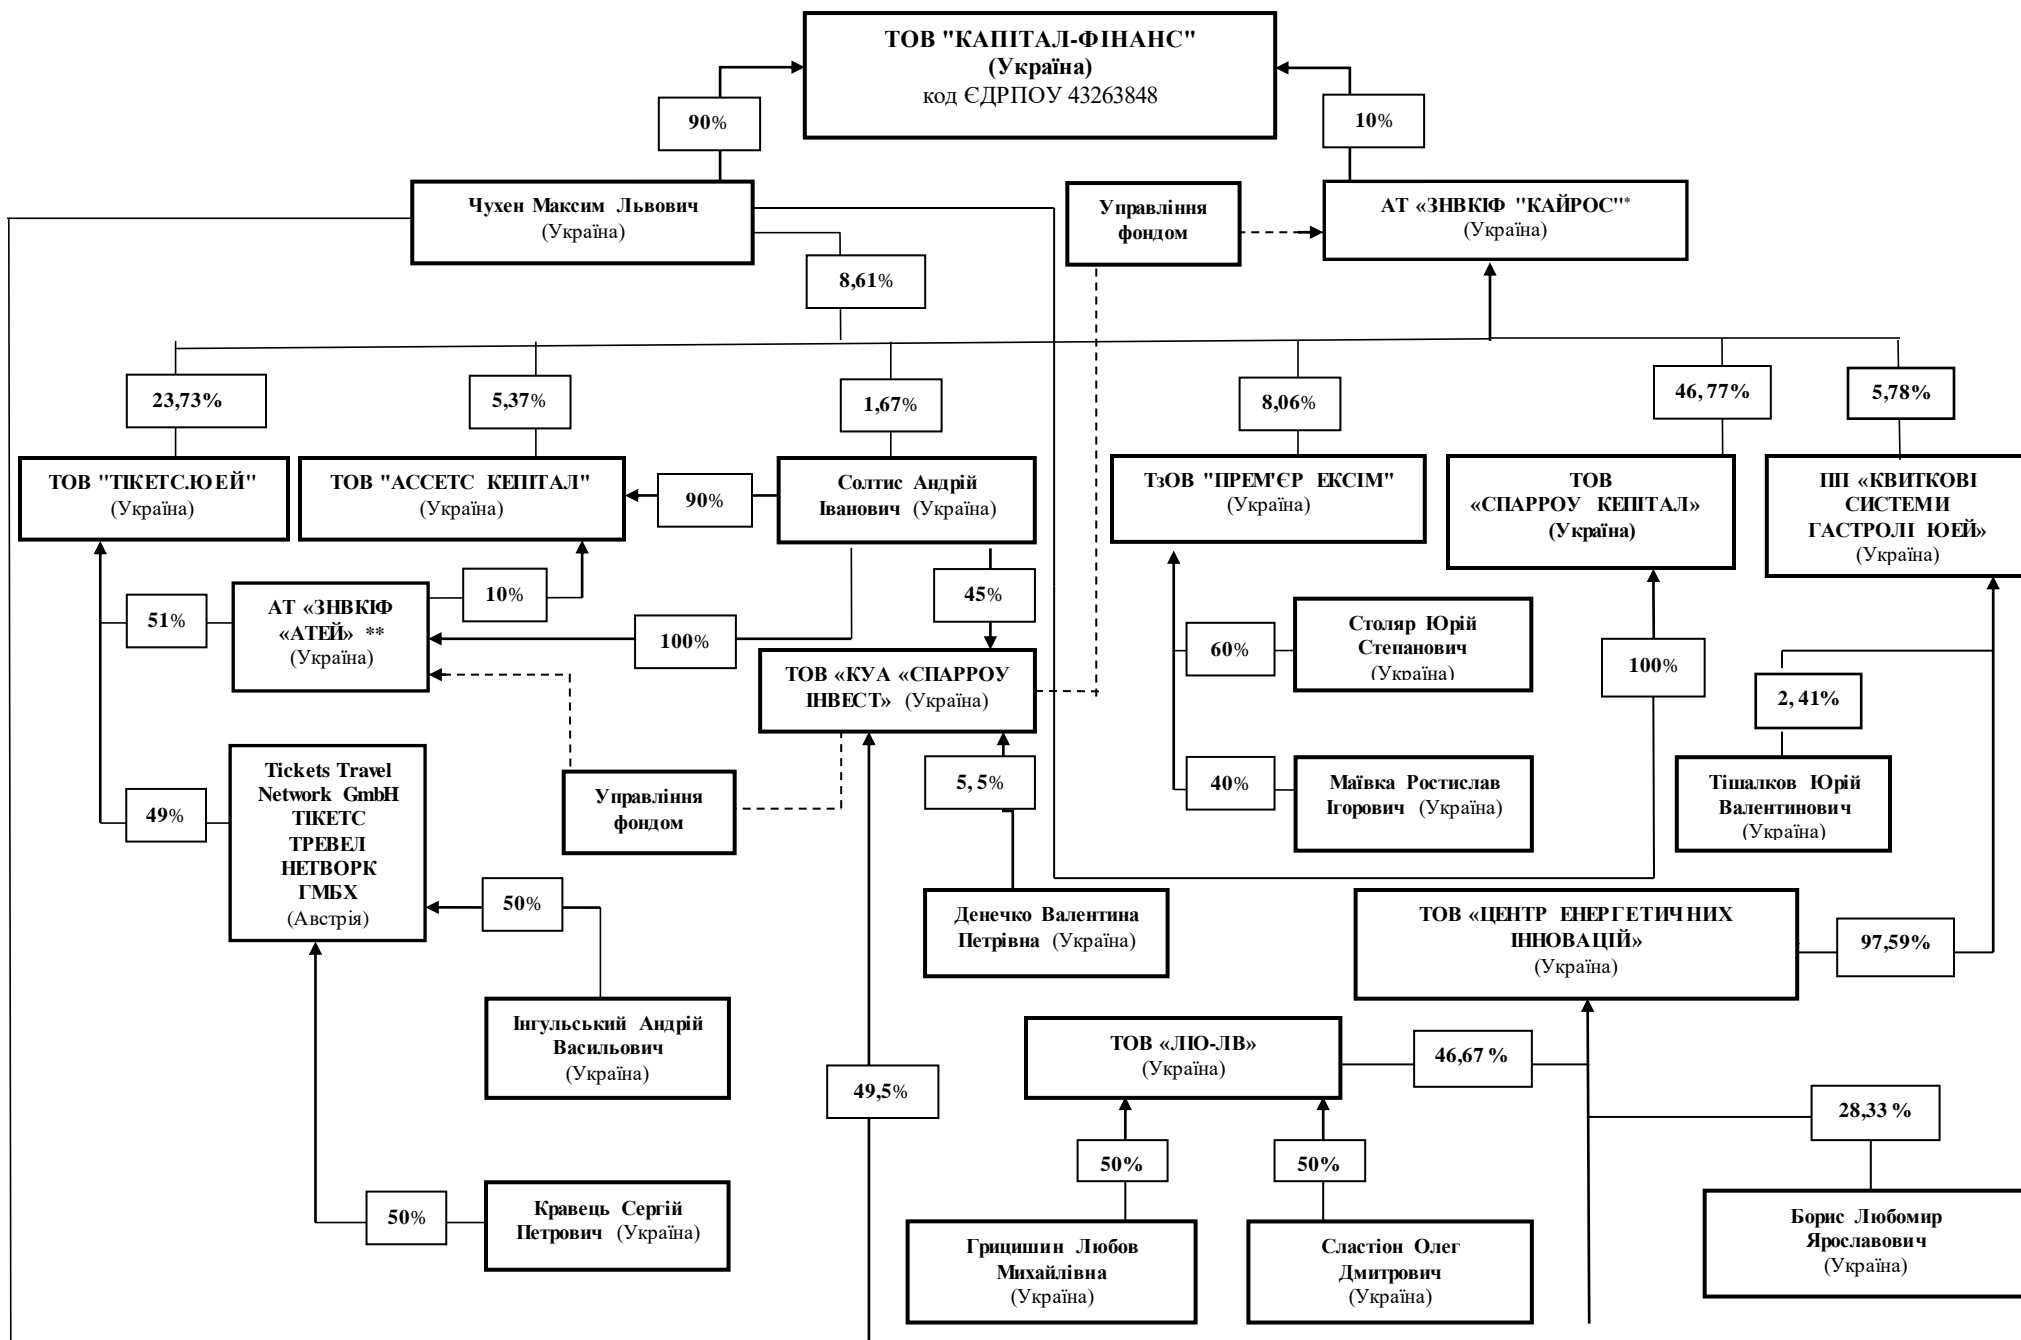 ТОВ "КАПІТАЛ-ФІНАНС"
(Україна)
код ЄДРПОУ 43263848
90%
10%
Чухен Максим Львович
(Україна)
Управління
фондом
АТ «ЗНВКІФ "КАЙРОС"*
(Україна)
8,61%
23,73%
5,37%
1,67%
8,06%
46,77%
5,78%
ТОВ "ТІКЕТС.ЮЕЙ"
(Україна)
ТОВ "АССЕТС КЕПІТАЛ"
(Україна)
90%
Солтис Андрій
Іванович (Україна)
ТзОВ "ПРЕМ'ЄР ЕКСІМ"
(Україна)
ТОВ
«СПАРРОУ КЕПІТАЛ»
(Україна)
ПП «КВИТКОВІ
СИСТЕМИ
ГАСТРОЛІ ЮЕЙ»
(Україна)
51%
АТ «ЗНВКІФ
«АТЕЙ» **
(Україна)
10%
100%
45%
ТОВ «КУА «СПАРРОУ
ІНВЕСТ» (Україна)
60%
Столяр Юрій
Степанович
(Україна)
100%
2, 41%
49%
Tickets Travel
Network GmbH
ТІКЕТС
ТРЕВЕЛ
НЕТВОРК
ГМБХ
(Австрія)
Управління
фондом
5, 5%
40%
Маївка Ростислав
Ігорович (Україна)
Тішалков Юрій
Валентинович
(Україна)
50%
Денечко Валентина
Петрівна (Україна)
ТОВ «ЦЕНТР ЕНЕРГЕТИЧНИХ
ІННОВАЦІЙ»
(Україна)
97,59%
Інгульський Андрій
Васильович
(Україна)
49,5%
ТОВ «ЛЮ-ЛВ»
(Україна)
46,67 %
28,33 %
50%
50%
50%
Кравець Сергій
Петрович (Україна)
Грицишин Любов
Михайлівна
(Україна)
Сластіон Олег
Дмитрович
(Україна)
Борис Любомир
Ярославович
(Україна)